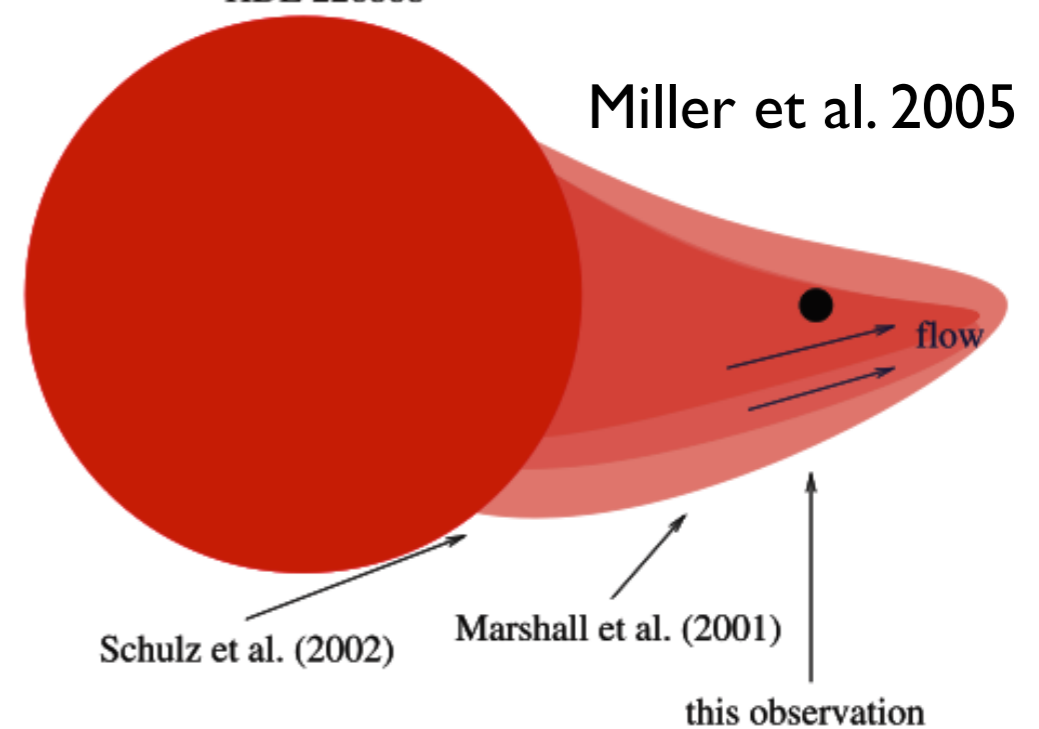 Miller et al. 2005
flow
Schulz et al. (2002)
Marshall et al. (2001)
this observation